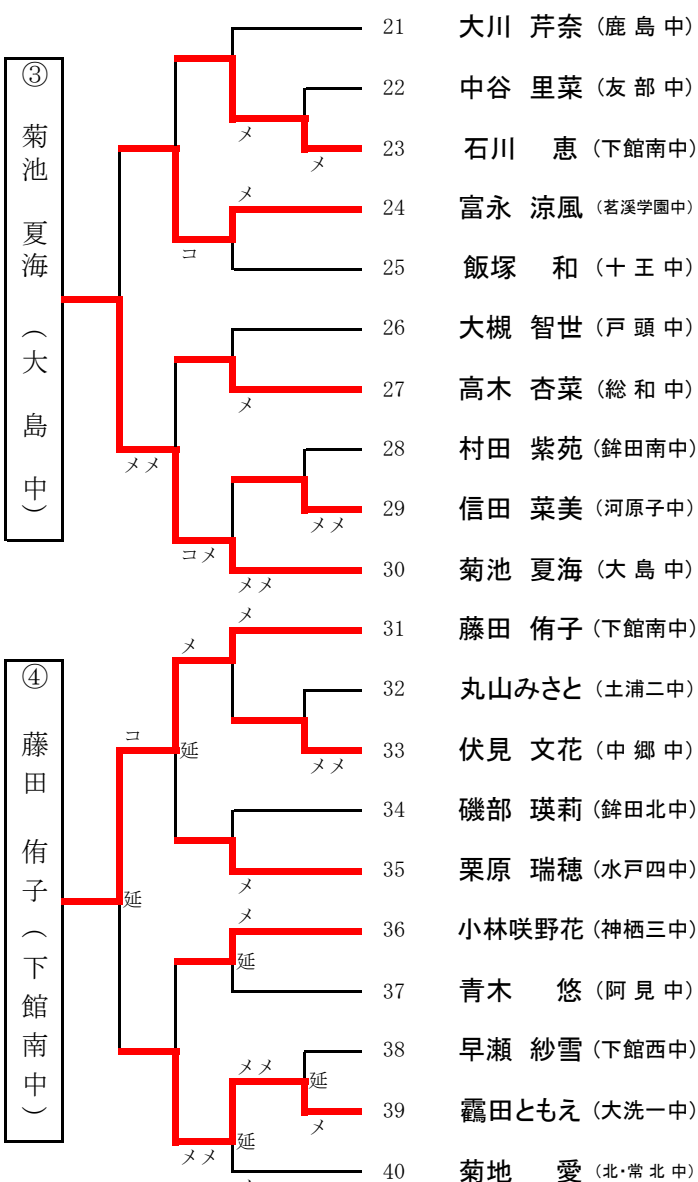 ③ 菊池 夏海 (大島中)
21 大川 芹奈 (鹿島中)
22 中谷 里菜 (友部中)
メ
23 石川 恵 (下館南中)
メ
メ
24 富永 涼風 (茗溪学園中)
コ
25 飯塚 和 (十王中)
26 大槻 智世 (戸頭中)
27 高木 杏菜 (総和中)
メ
28 村田 紫苑 (鉾田南中)
メメ
29 信田 菜美 (河原子中)
メメ
コメ
30 菊池 夏海 (大島中)
メメ
④ 藤田 侑子 (下館南中)
メ
31 藤田 侑子 (下館南中)
メ
32 丸山みさと (土浦二中)
コ
延
33 伏見 文花 (中郷中)
メメ
34 磯部 瑛莉 (鉾田北中)
35 栗原 瑞穂 (水戸四中)
メ
延
メ
36 小林咲野花 (神栖三中)
延
37 青木 悠 (阿見中)
38 早瀬 紗雪 (下館西中)
メメ
延
39 靍田ともえ (大洗一中)
メ
延
メメ
40 菊地 愛 (北・常北中)